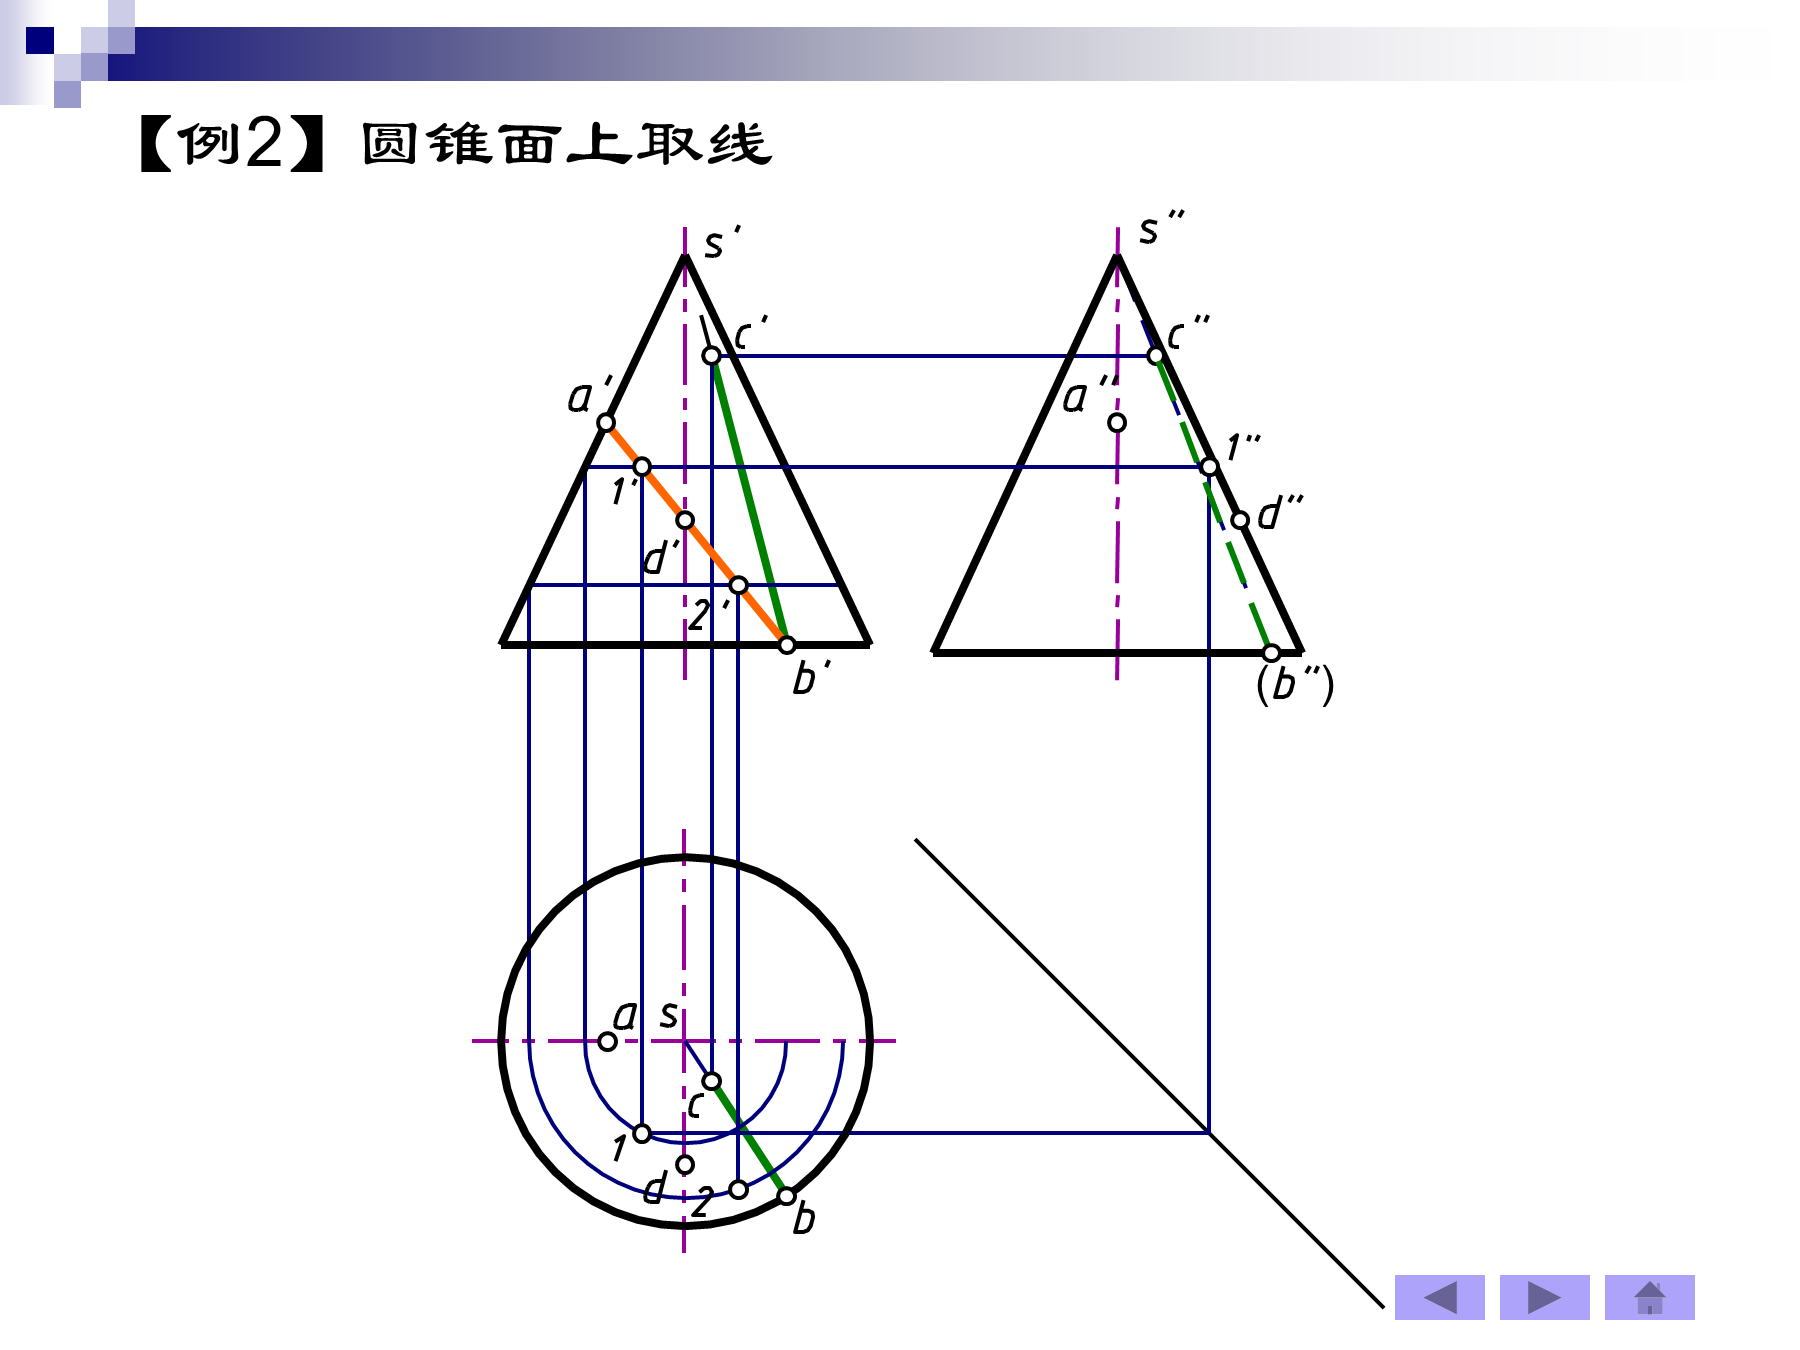 【例2】圆锥面上取线
s′ s″
c′ c″
a′ a″
1′ 1″
d′ d″
2′
b′ (b″)
a s
c
1
d 2 b